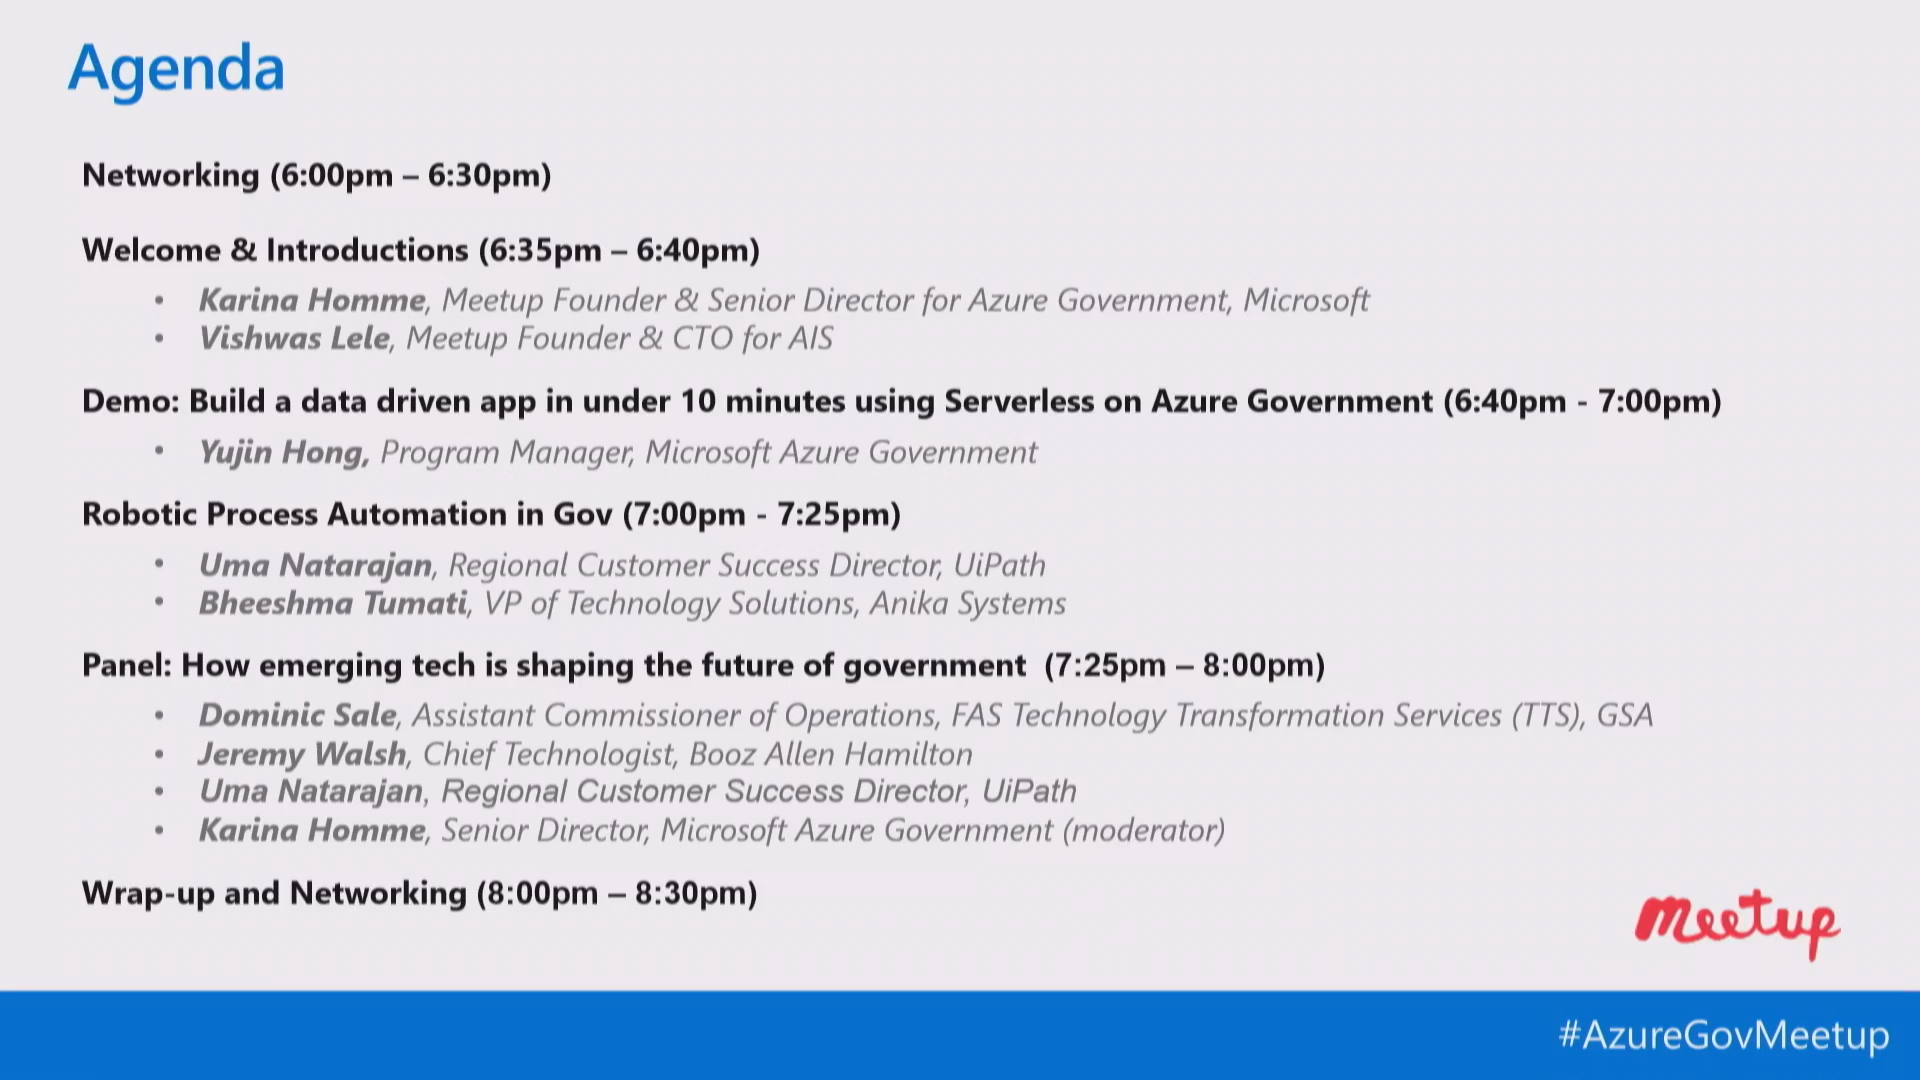 Agenda
Networking (6:00pm – 6:30pm)
Welcome & Introductions (6:35pm – 6:40pm)
• Karina Homme, Meetup Founder & Senior Director for Azure Government, Microsoft
• Vishwas Lele, Meetup Founder & CTO for AIS
Demo: Build a data driven app in under 10 minutes using Serverless on Azure Government (6:40pm - 7:00pm)
• Yujin Hong, Program Manager, Microsoft Azure Government
Robotic Process Automation in Gov (7:00pm - 7:25pm)
• Uma Natarajan, Regional Customer Success Director, UiPath
• Bheeshma Tumati, VP of Technology Solutions, Anika Systems
Panel: How emerging tech is shaping the future of government (7:25pm – 8:00pm)
• Dominic Sale, Assistant Commissioner of Operations, FAS Technology Transformation Services (TTS), GSA
• Jeremy Walsh, Chief Technologist, Booz Allen Hamilton
• Uma Natarajan, Regional Customer Success Director, UiPath
• Karina Homme, Senior Director, Microsoft Azure Government (moderator)
Wrap-up and Networking (8:00pm – 8:30pm)
meetup
#AzureGovMeetup